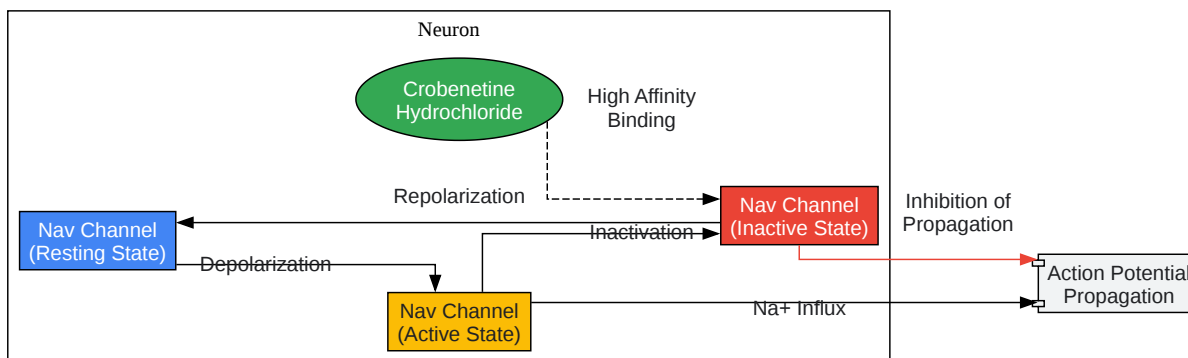 Neuron
Crobenetine
Hydrochloride
High Affinity
Binding
Repolarization
Nav Channel
(Inactive State)
Inhibition of
Propagation
Nav Channel
(Resting State)
Inactivation
Depolarization
Action Potential
Propagation
Nav Channel
(Active State)
Na+ Influx